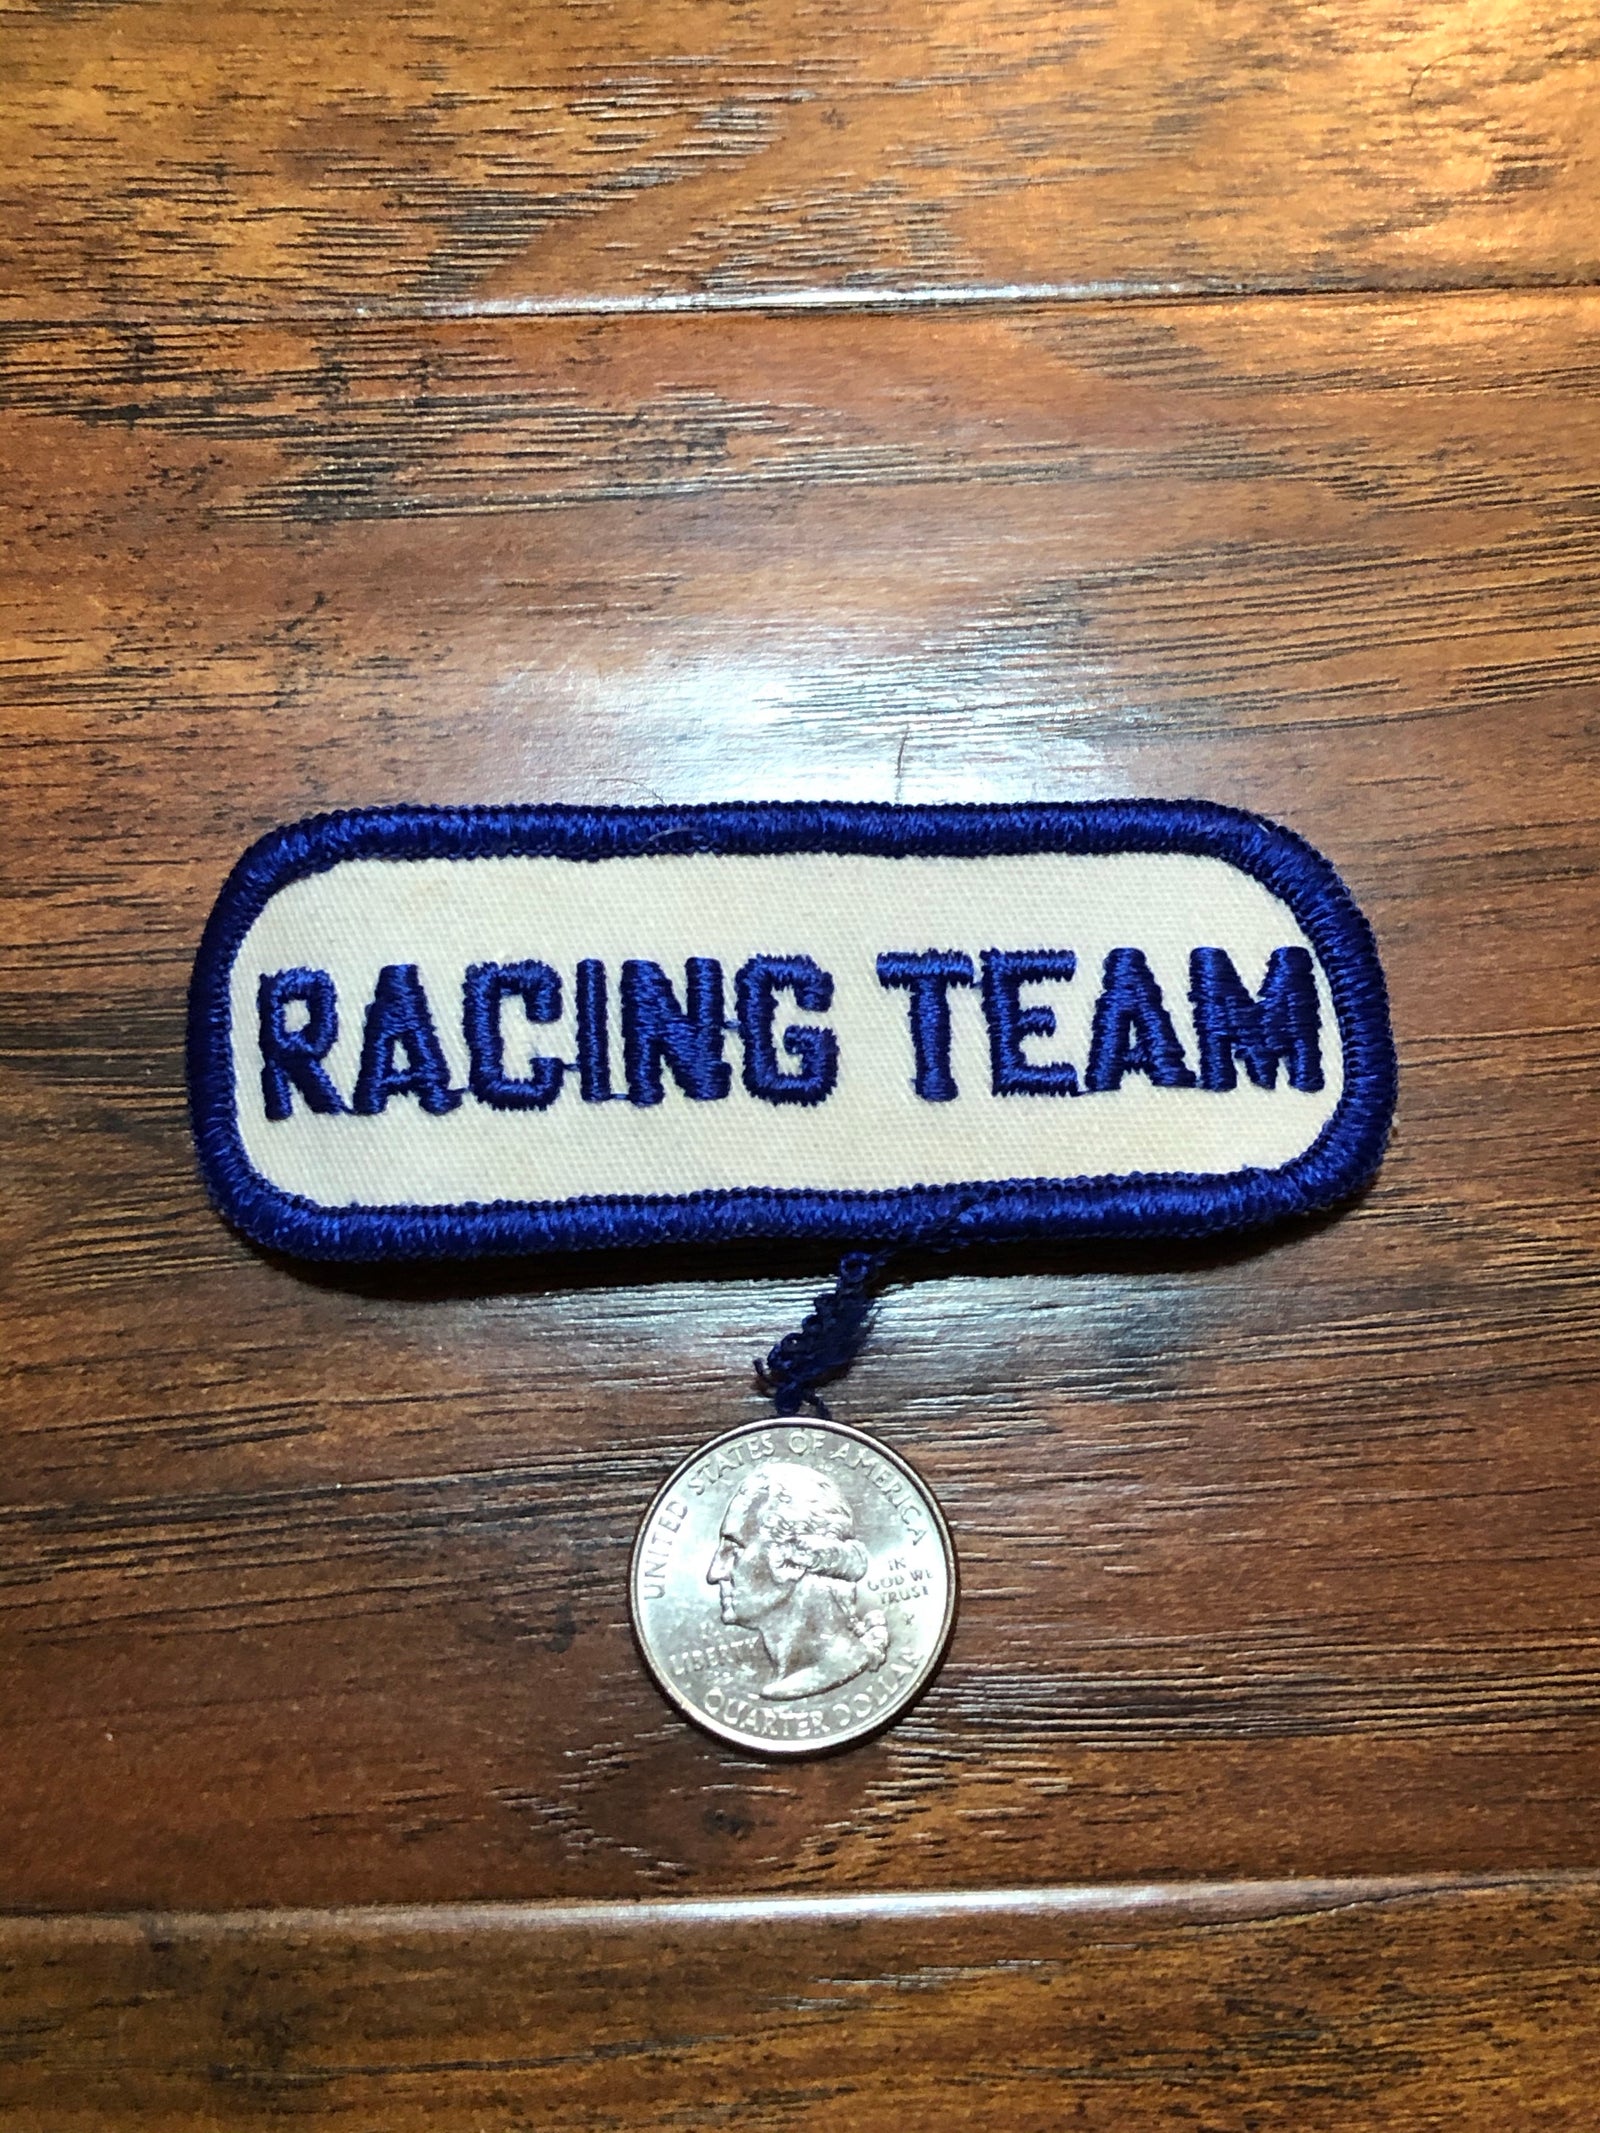 RACING TEAM
UNITED STATES OF AMERICA
IN
GOD WE
TRUST
LIBERTY
P
QUARTER DOLLAR